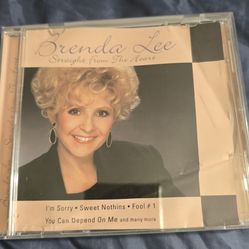 Brenda Lee
Straight from The Heart
I'm Sorry • Sweet Nothins • Fool #1
You Can Depend On Me and many more